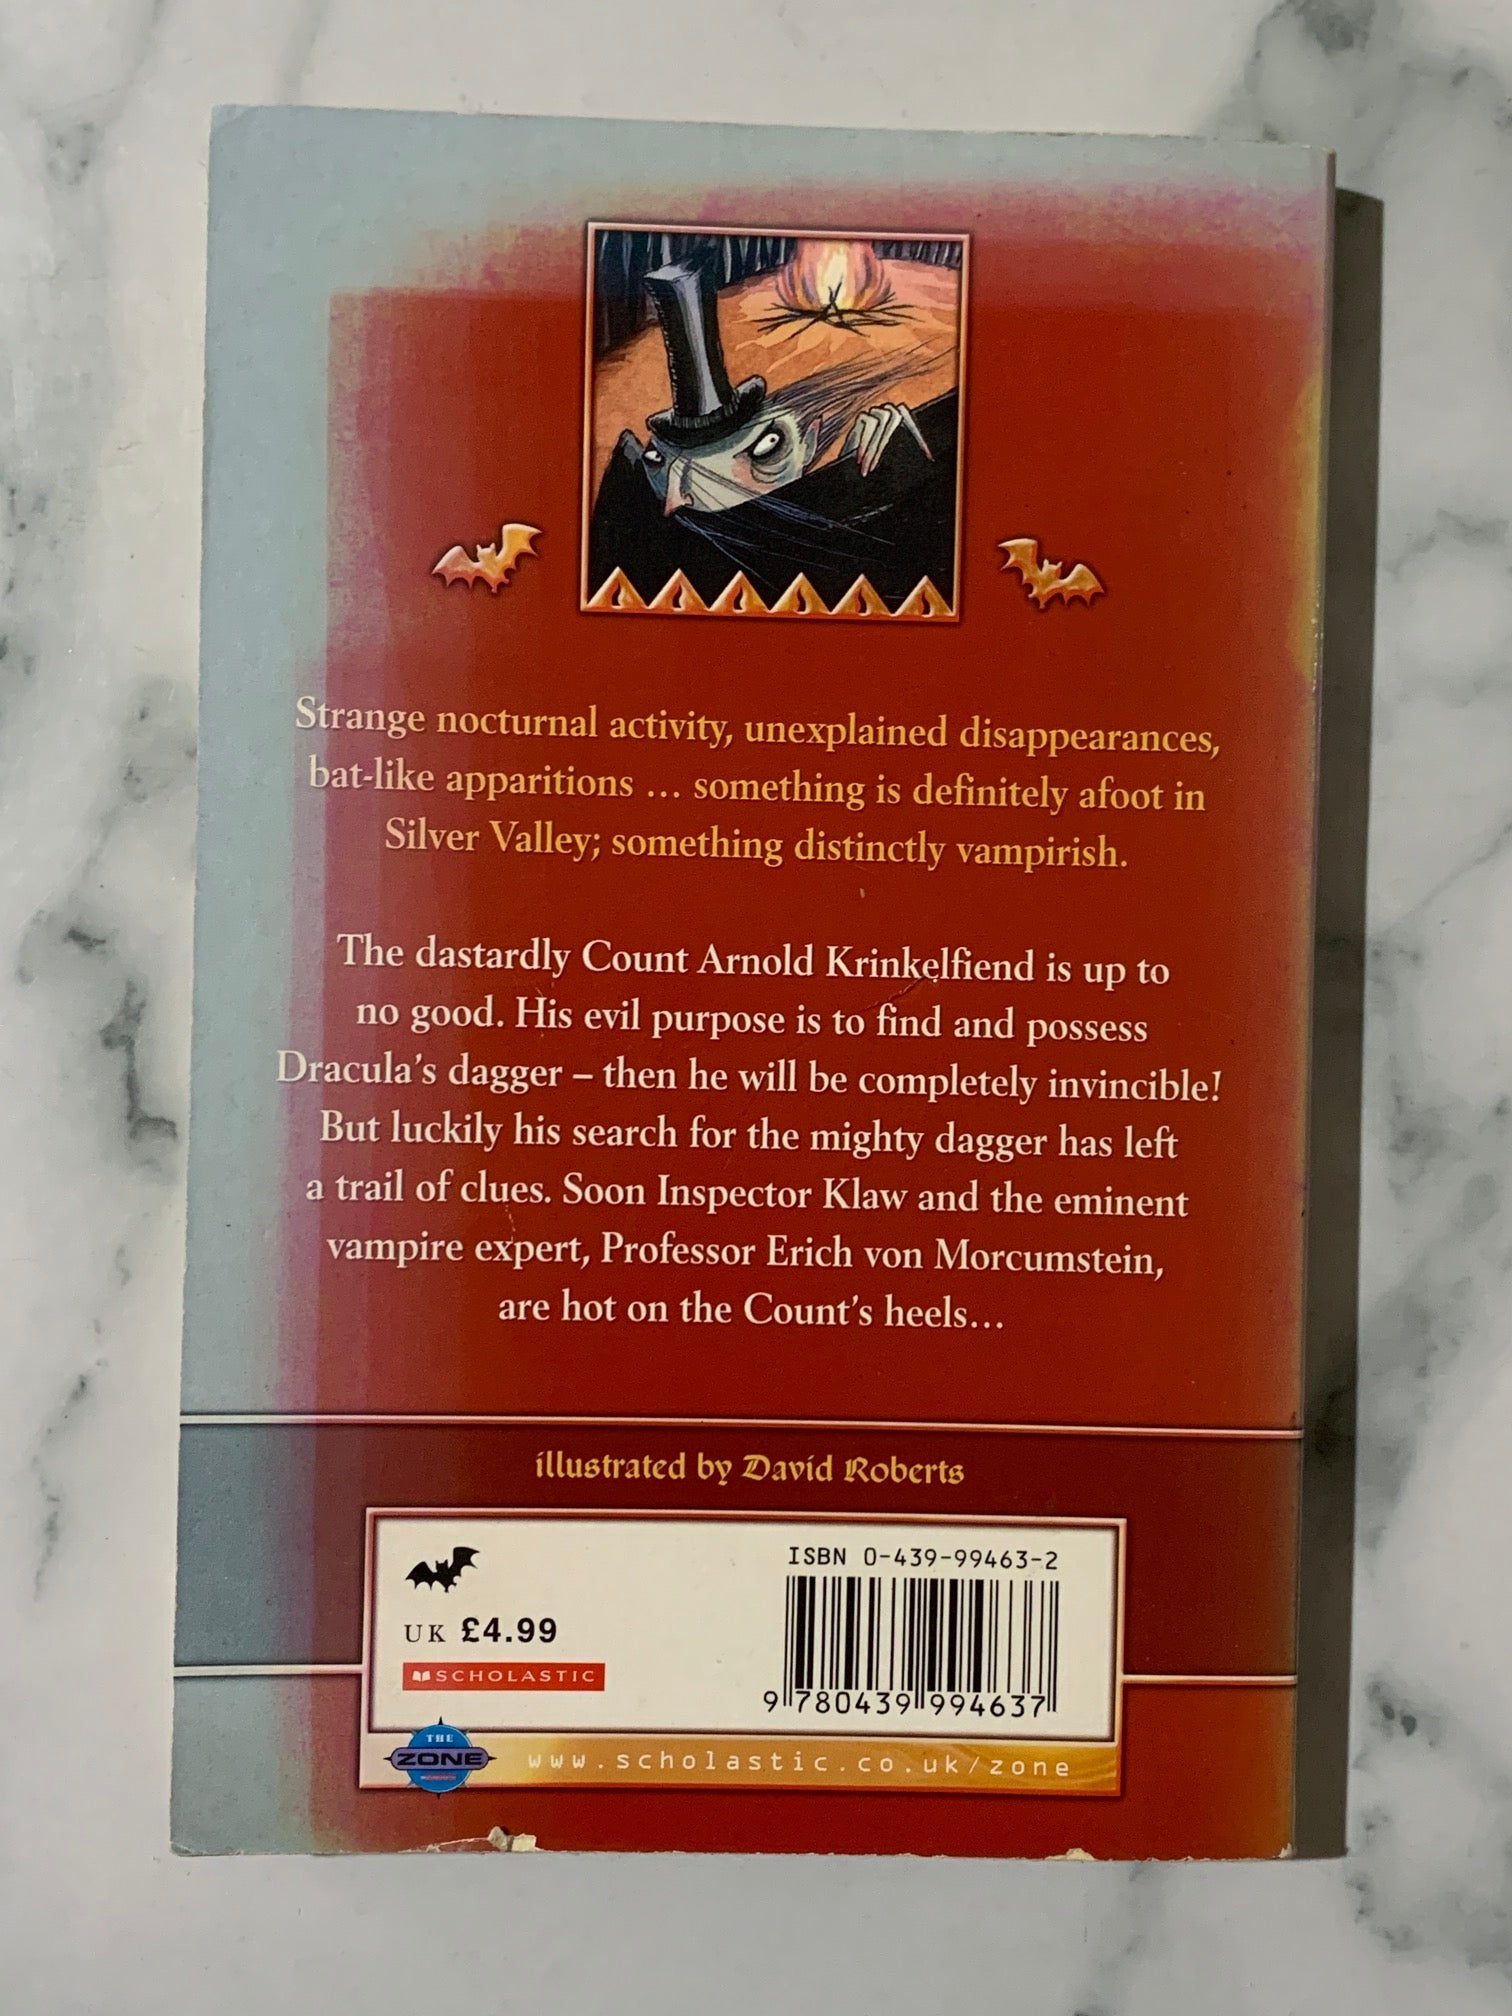 Strange nocturnal activity, unexplained disappearances,
bat-like apparitions ... something is definitely afoot in
Silver Valley; something distinctly vampirish.
The dastardly Count Arnold Krinkelfiend is up to
no good. His evil purpose is to find and possess
Dracula's dagger – then he will be completely invincible!
But luckily his search for the mighty dagger has left
a trail of clues. Soon Inspector Klaw and the eminent
vampire expert, Professor Erich von Morcumstein,
are hot on the Count's heels...
illustrated by David Roberts
ISBN 0-439-99463-2
UK £4.99
SCHOLASTIC
9 780439 994637
THE
ZONE
www.scholastic.co.uk/zone